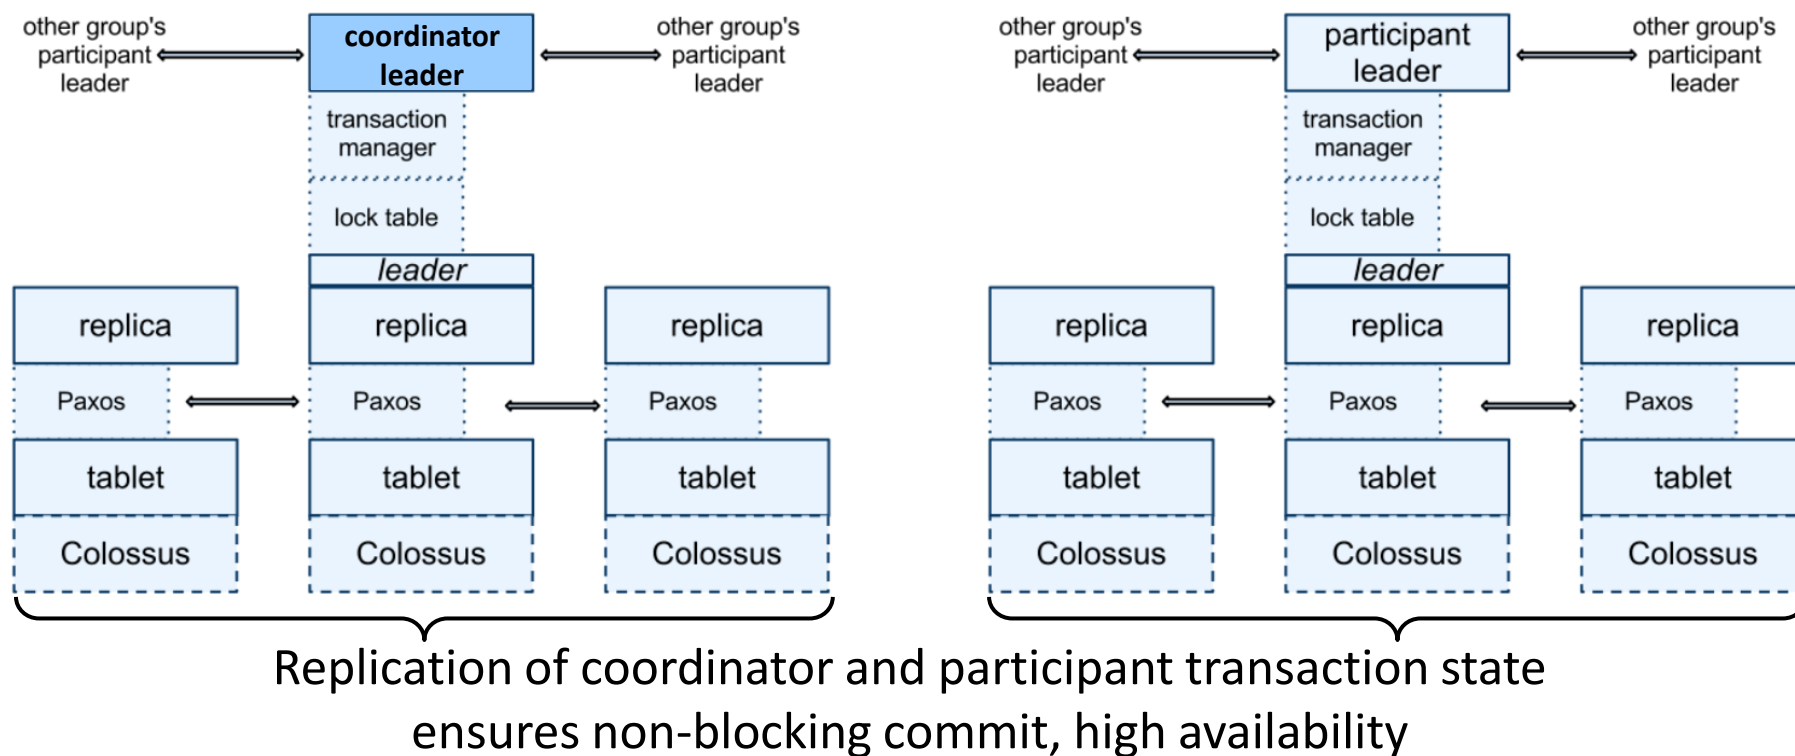 other group's
participant
leader
coordinator
leader
other group's
participant
leader
transaction
manager
lock table
leader
replica
replica
replica
Paxos
Paxos
Paxos
tablet
tablet
tablet
Colossus
Colossus
Colossus
other group's
participant
leader
participant
leader
other group's
participant
leader
transaction
manager
lock table
leader
replica
replica
replica
Paxos
Paxos
Paxos
tablet
tablet
tablet
Colossus
Colossus
Colossus
Replication of coordinator and participant transaction state
ensures non-blocking commit, high availability